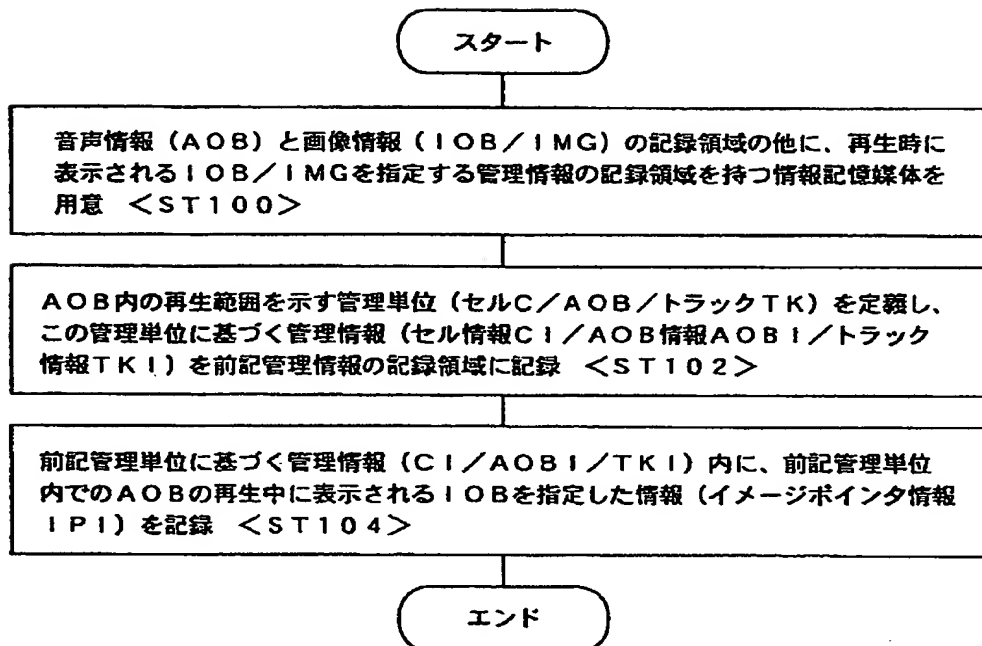 スタート
音声情報（AOB）と画像情報（IOB／IMG）の記録領域の他に、再生時に
表示されるIOB／IMGを指定する管理情報の記録領域を持つ情報記憶媒体を
用意 ＜ST100＞
AOB内の再生範囲を示す管理単位（セルC／AOB／トラックTK）を定義し、
この管理単位に基づく管理情報（セル情報CI／AOB情報AOBI／トラック
情報TKI）を前記管理情報の記録領域に記録 ＜ST102＞
前記管理単位に基づく管理情報（CI／AOBI／TKI）内に、前記管理単位
内でのAOBの再生中に表示されるIOBを指定した情報（イメージポインタ情報
IPI）を記録 ＜ST104＞
エンド